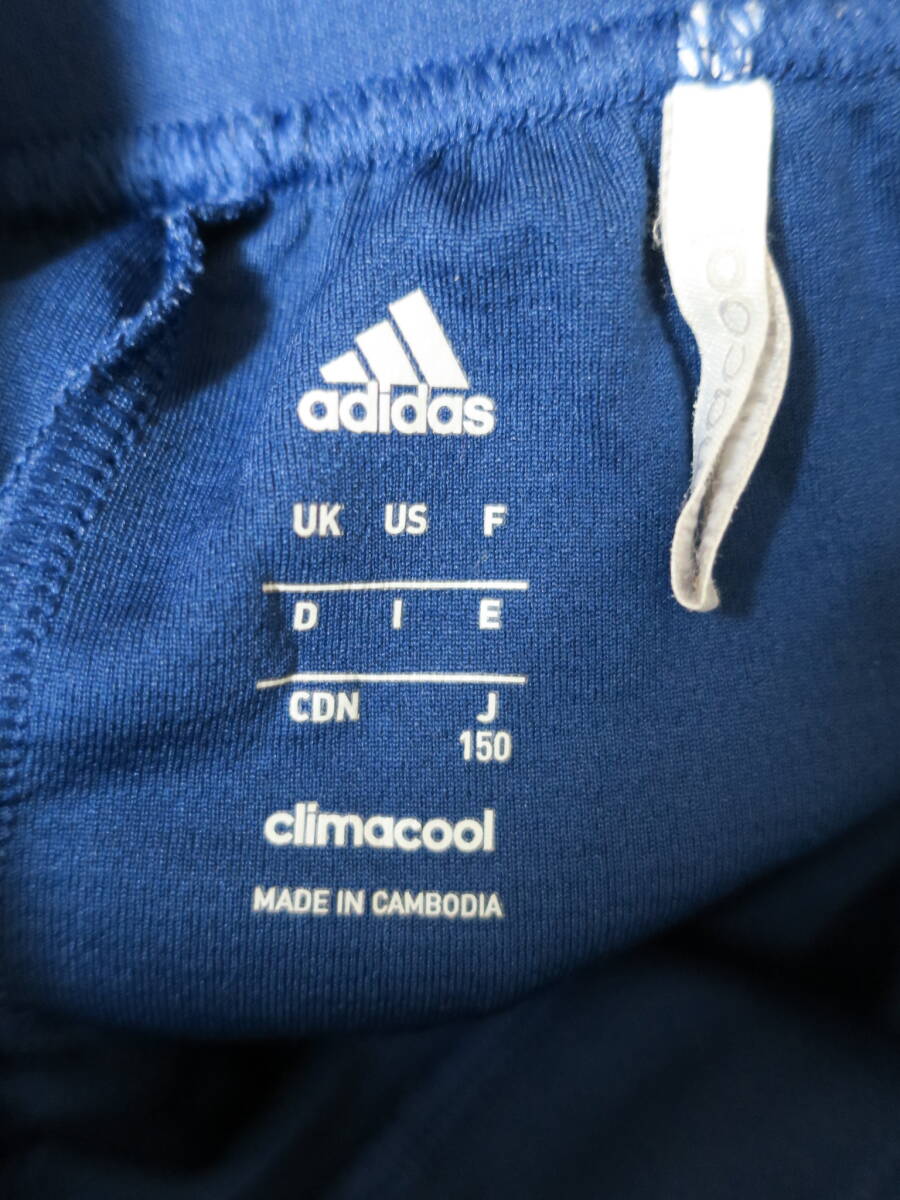 adidas
UK US F
D I E
CDN J
150
climacool
MADE IN CAMBODIA